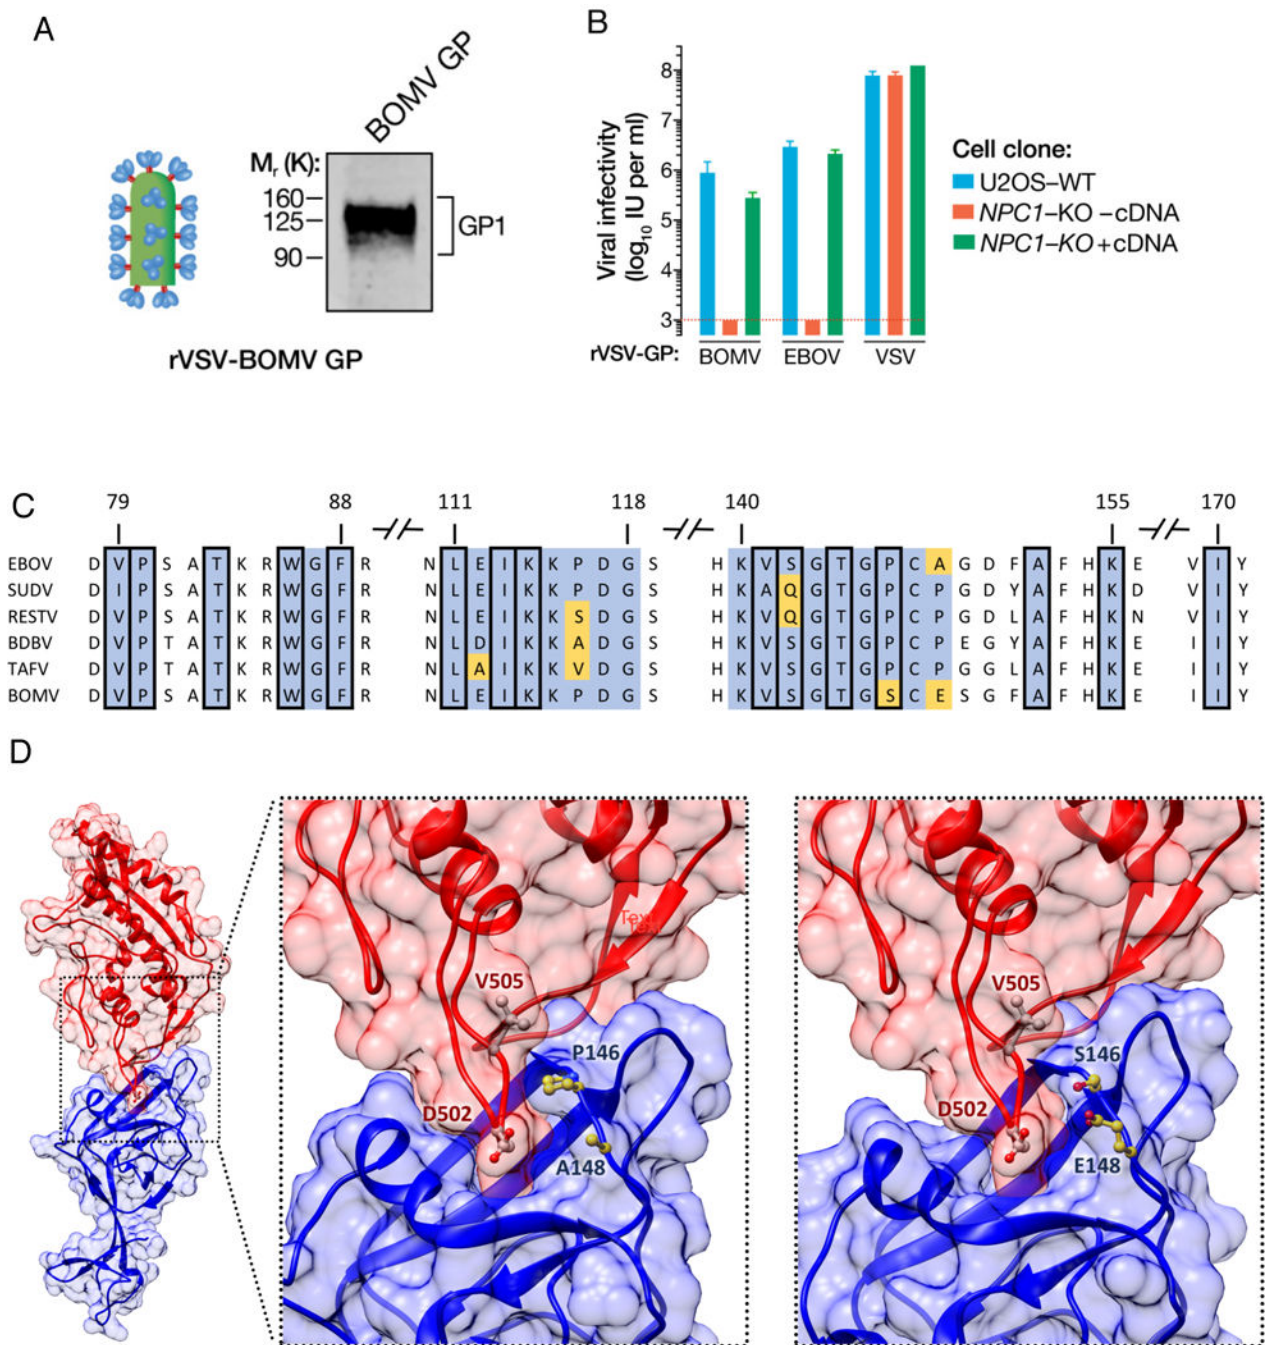 A
BOMV GP
Mr (K):
160
125
90
GP1
rVSV-BOMV GP
B
Viral infectivity
(log10 IU per ml)
8
7
6
5
4
3
rVSV-GP: BOMV EBOV VSV
Cell clone:
U2OS–WT
NPC1–KO –cDNA
NPC1–KO +cDNA
C
79 88 111 118 140 155 170
EBOV D V P S A T K R W G F R N L E I K K P D G S H K V S G T G P C A G D F A F H K E V I Y
SUDV D I P S A T K R W G F R N L E I K K P D G S H K A Q G T G P C P G D Y A F H K D V I Y
RESTV D V P S A T K R W G F R N L E I K K S D G S H K V Q G T G P C P G D L A F H K N V I Y
BDBV D V P T A T K R W G F R N L D I K K A D G S H K V S G T G P C P E G Y A F H K E I I Y
TAFV D V P T A T K R W G F R N L A I K K V D G S H K V S G T G P C P G G L A F H K E I I Y
BOMV D V P S A T K R W G F R N L E I K K P D G S H K V S G T G S C E S G F A F H K E I I Y
D
Text
V505
P146
D502
A148
V505
S146
D502
E148